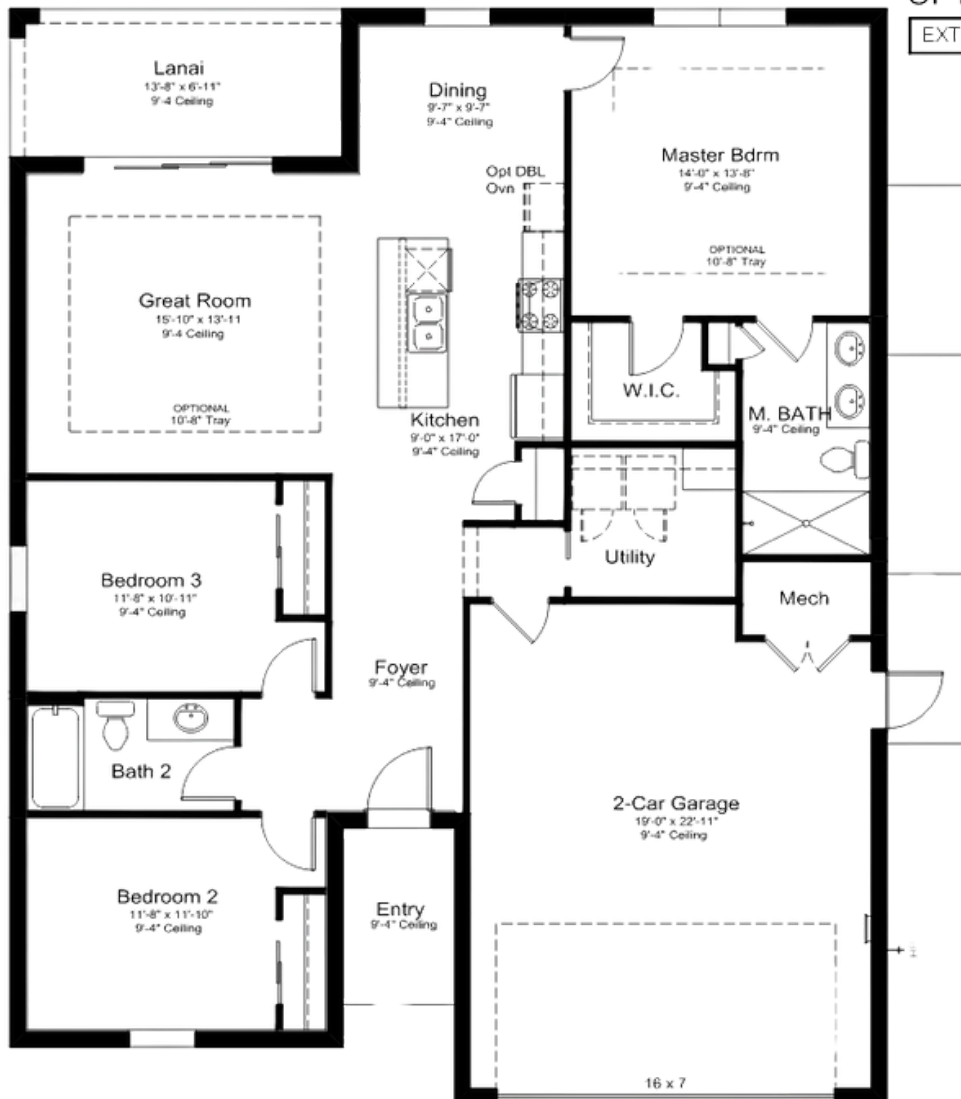 EXT
Lanai
13'-8" x 6'-11"
9'-4 Ceiling
Dining
9'-7" x 9'-7"
9'-4" Ceiling
Master Bdrm
14'-0" x 13'-8"
9'-4" Ceiling
OPTIONAL
10'-8" Tray
Opt DBL
Ovn
Great Room
15'-10" x 13'-11
9'-4 Ceiling
OPTIONAL
10'-8" Tray
Kitchen
9'-0" x 17'-0"
9'-4" Ceiling
W.I.C.
M. BATH
9'-4" Ceiling
Utility
Mech
Bedroom 3
11'-8" x 10'-11"
9'-4" Ceiling
Foyer
9'-4" Ceiling
Bath 2
2-Car Garage
19'-0" x 22'-11"
9'-4" Ceiling
Bedroom 2
11'-8" x 11'-10"
9'-4" Ceiling
Entry
9'-4" Ceiling
16 x 7